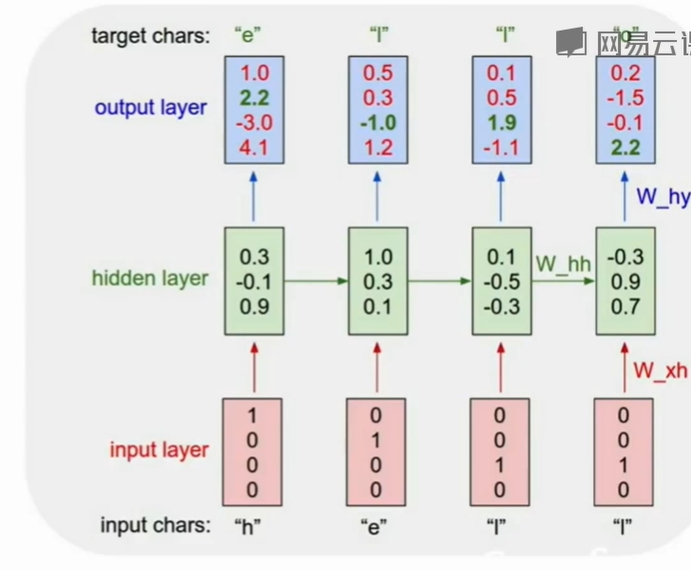 target chars: "e" "l" "l" "o"
网易云课
output layer
1.0 0.5 0.1 0.2
2.2 0.3 0.5 -1.5
-3.0 -1.0 1.9 -0.1
4.1 1.2 -1.1 2.2
W_hy
hidden layer
0.3 1.0 0.1 -0.3
-0.1 0.3 -0.5 0.9
0.9 0.1 -0.3 0.7
W_hh
W_xh
input layer
1 0 0 0
0 1 0 0
0 0 1 1
0 0 0 0
input chars: "h" "e" "l" "l"